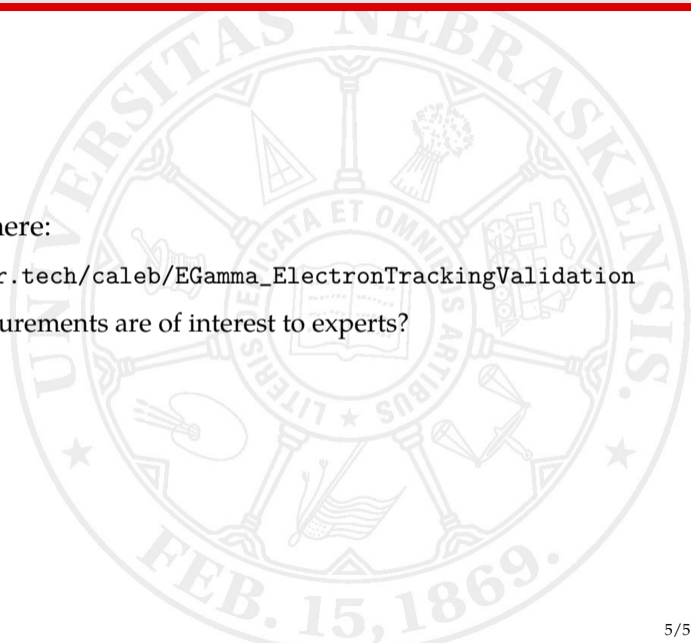 here:
r.tech/caleb/EGamma_ElectronTrackingValidation
urements are of interest to experts?
UNIVERSITAS NEBRASKENSIS.
DEDICATA ET OMNIBUS ARTIBUS
LITERIS
FEB. 15, 1869.
5/5